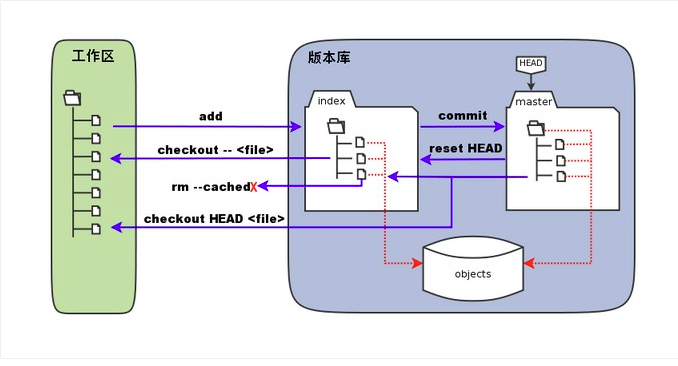 工作区
版本库
HEAD
index
master
add
commit
checkout -- <file>
reset HEAD
rm --cached
X
checkout HEAD <file>
objects